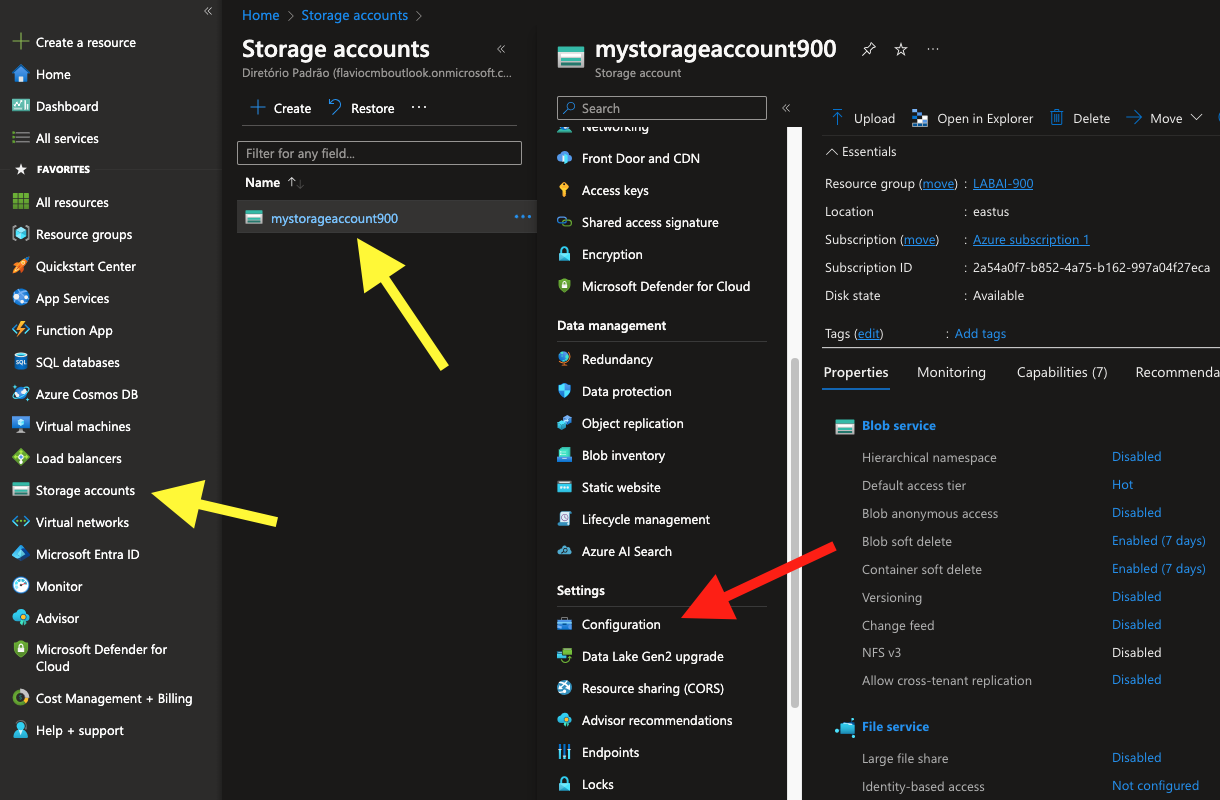 Create a resource
Home
Dashboard
All services
FAVORITES
All resources
Resource groups
Quickstart Center
App Services
Function App
SQL databases
Azure Cosmos DB
Virtual machines
Load balancers
Storage accounts
Virtual networks
Microsoft Entra ID
Monitor
Advisor
Microsoft Defender for
Cloud
Cost Management + Billing
Help + support
Home > Storage accounts >
Storage accounts
Diretório Padrão (flaviocmboutlook.onmicrosoft.c...
Create Restore ...
Filter for any field...
Name ↑↓
mystorageaccount900 ...
mystorageaccount900 ...
Storage account
Search
Networking
Front Door and CDN
Access keys
Shared access signature
Encryption
Microsoft Defender for Cloud
Data management
Redundancy
Data protection
Object replication
Blob inventory
Static website
Lifecycle management
Azure AI Search
Settings
Configuration
Data Lake Gen2 upgrade
Resource sharing (CORS)
Advisor recommendations
Endpoints
Locks
Upload Open in Explorer Delete Move
Essentials
Resource group (move) : LABAI-900
Location : eastus
Subscription (move) : Azure subscription 1
Subscription ID : 2a54a0f7-b852-4a75-b162-997a04f27eca
Disk state : Available
Tags (edit) : Add tags
Properties Monitoring Capabilities (7) Recommenda
Blob service
Hierarchical namespace Disabled
Default access tier Hot
Blob anonymous access Disabled
Blob soft delete Enabled (7 days)
Container soft delete Enabled (7 days)
Versioning Disabled
Change feed Disabled
NFS v3 Disabled
Allow cross-tenant replication Disabled
File service
Large file share Disabled
Identity-based access Not configured